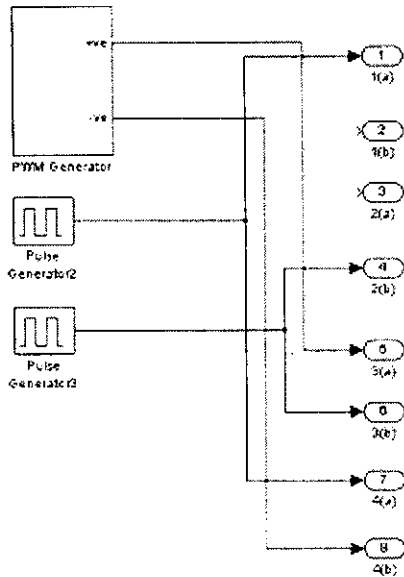 +ve
-ve
PWM Generator
Pulse
Generator2
Pulse
Generator3
1
1(a)
2
1(b)
3
2(a)
4
2(b)
5
3(a)
6
3(b)
7
4(a)
8
4(b)